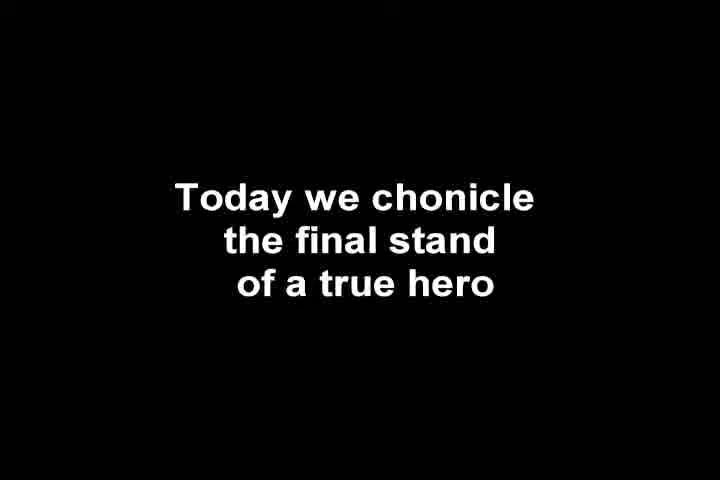 Today we chonicle
the final stand
of a true hero